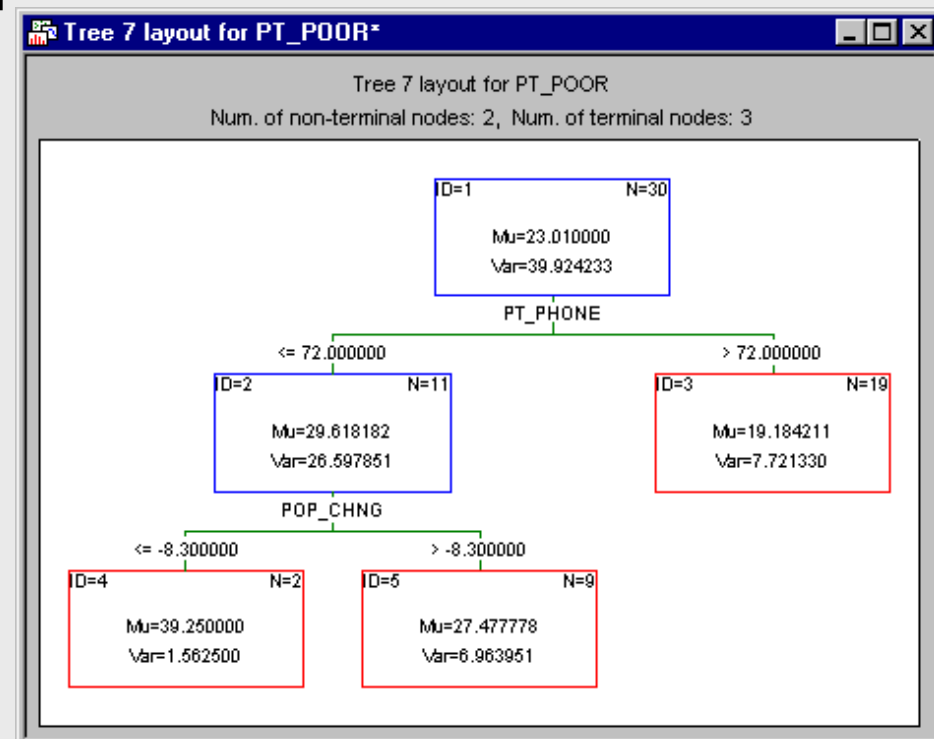 Tree 7 layout for PT_POOR*
Tree 7 layout for PT_POOR
Num. of non-terminal nodes: 2, Num. of terminal nodes: 3
ID=1 N=30
Mu=23.010000
Var=39.924233
PT_PHONE
<= 72.000000 > 72.000000
ID=2 N=11 ID=3 N=19
Mu=29.618182 Mu=19.184211
Var=26.597851 Var=7.721330
POP_CHNG
<= -8.300000 > -8.300000
ID=4 N=2 ID=5 N=9
Mu=39.250000 Mu=27.477778
Var=1.562500 Var=6.963951